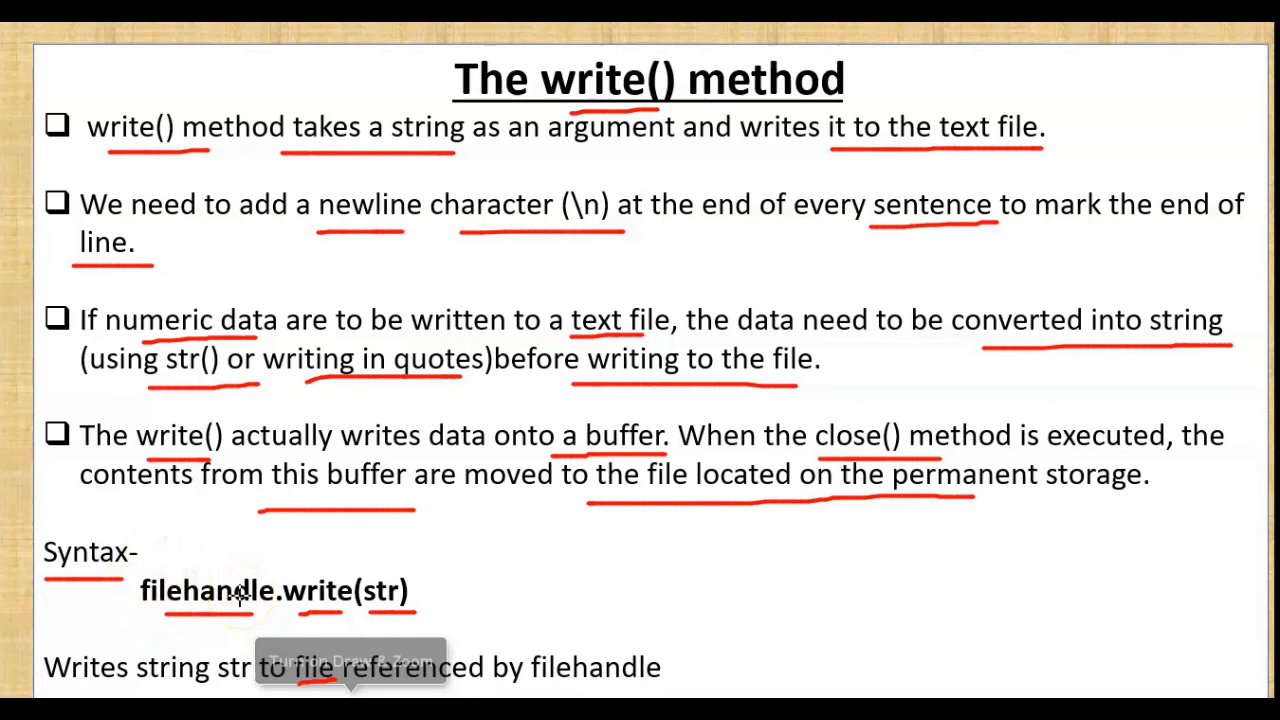 The write() method
write() method takes a string as an argument and writes it to the text file.
We need to add a newline character (\n) at the end of every sentence to mark the end of
line.
If numeric data are to be written to a text file, the data need to be converted into string
(using str() or writing in quotes)before writing to the file.
The write() actually writes data onto a buffer. When the close() method is executed, the
contents from this buffer are moved to the file located on the permanent storage.
Syntax-
filehandle.write(str)
Writes string str to file referenced by filehandle
Turn on Draw & Zoom